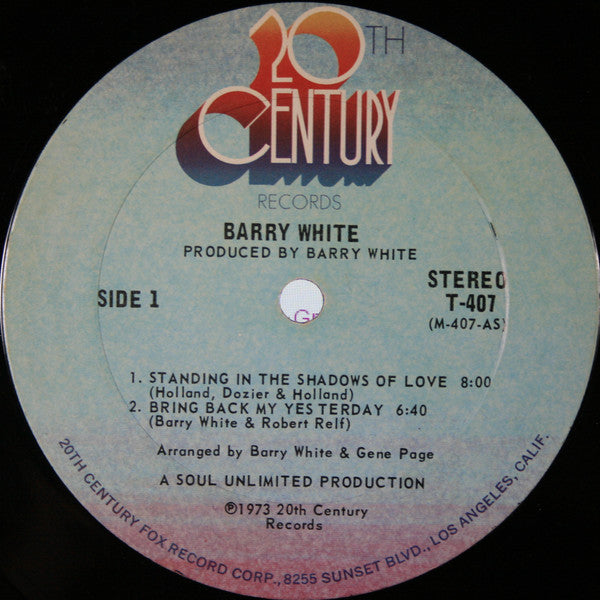 20TH
CENTURY
RECORDS
BARRY WHITE
PRODUCED BY BARRY WHITE
SIDE 1
STEREO
T-407
(M-407-AS)
1. STANDING IN THE SHADOWS OF LOVE 8:00
(Holland, Dozier & Holland)
2. BRING BACK MY YES TERDAY 6:40
(Barry White & Robert Relf)
Arranged by Barry White & Gene Page
A SOUL UNLIMITED PRODUCTION
℗1973 20th Century
Records
20TH CENTURY FOX RECORD CORP., 8255 SUNSET BLVD., LOS ANGELES, CALIF.